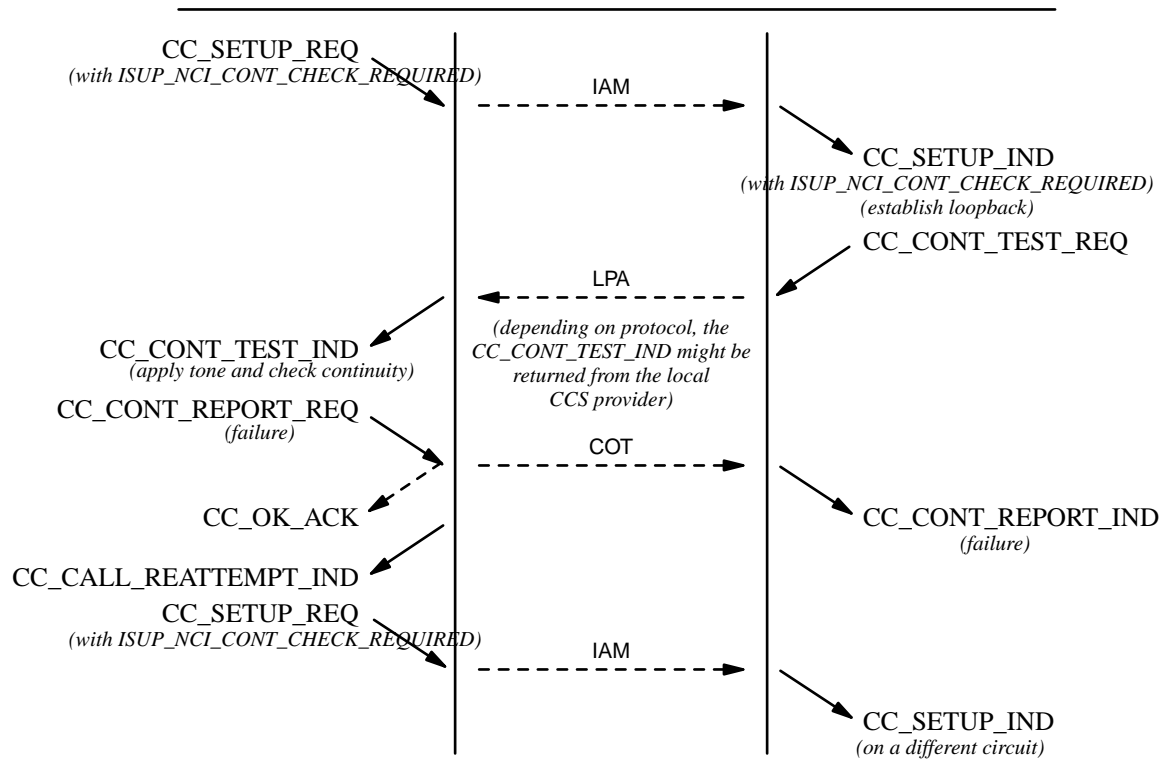 CC_SETUP_REQ
(with ISUP_NCI_CONT_CHECK_REQUIRED)
IAM
CC_SETUP_IND
(with ISUP_NCI_CONT_CHECK_REQUIRED)
(establish loopback)
CC_CONT_TEST_REQ
LPA
(depending on protocol, the
CC_CONT_TEST_IND might be
returned from the local
CCS provider)
CC_CONT_TEST_IND
(apply tone and check continuity)
CC_CONT_REPORT_REQ
(failure)
COT
CC_OK_ACK
CC_CONT_REPORT_IND
(failure)
CC_CALL_REATTEMPT_IND
CC_SETUP_REQ
(with ISUP_NCI_CONT_CHECK_REQUIRED)
IAM
CC_SETUP_IND
(on a different circuit)